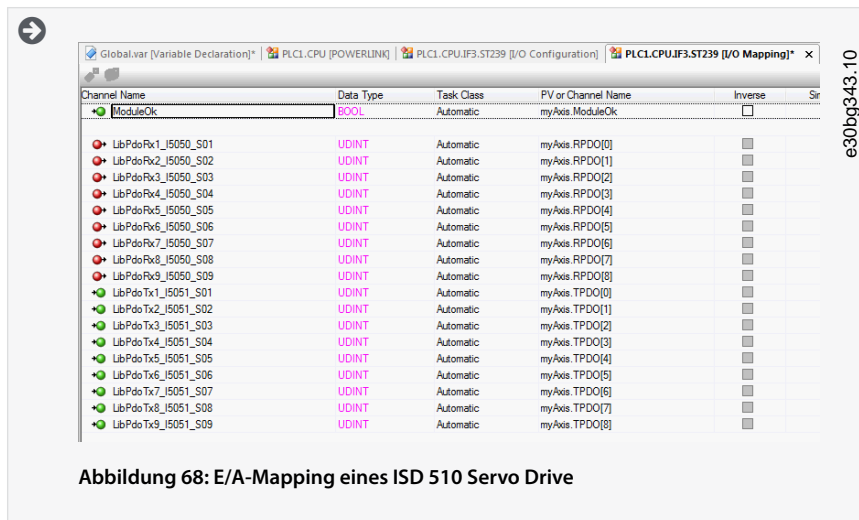 Global.var [Variable Declaration]* PLC1.CPU [POWERLINK] PLC1.CPU.IF3.ST239 [I/O Configuration] PLC1.CPU.IF3.ST239 [I/O Mapping]* ×
Channel Name Data Type Task Class PV or Channel Name Inverse Sir
ModuleOk BOOL Automatic myAxis.ModuleOk
LibPdoRx1_I5050_S01 UDINT Automatic myAxis.RPDO[0]
LibPdoRx2_I5050_S02 UDINT Automatic myAxis.RPDO[1]
LibPdoRx3_I5050_S03 UDINT Automatic myAxis.RPDO[2]
LibPdoRx4_I5050_S04 UDINT Automatic myAxis.RPDO[3]
LibPdoRx5_I5050_S05 UDINT Automatic myAxis.RPDO[4]
LibPdoRx6_I5050_S06 UDINT Automatic myAxis.RPDO[5]
LibPdoRx7_I5050_S07 UDINT Automatic myAxis.RPDO[6]
LibPdoRx8_I5050_S08 UDINT Automatic myAxis.RPDO[7]
LibPdoRx9_I5050_S09 UDINT Automatic myAxis.RPDO[8]
LibPdoTx1_I5051_S01 UDINT Automatic myAxis.TPDO[0]
LibPdoTx2_I5051_S02 UDINT Automatic myAxis.TPDO[1]
LibPdoTx3_I5051_S03 UDINT Automatic myAxis.TPDO[2]
LibPdoTx4_I5051_S04 UDINT Automatic myAxis.TPDO[3]
LibPdoTx5_I5051_S05 UDINT Automatic myAxis.TPDO[4]
LibPdoTx6_I5051_S06 UDINT Automatic myAxis.TPDO[5]
LibPdoTx7_I5051_S07 UDINT Automatic myAxis.TPDO[6]
LibPdoTx8_I5051_S08 UDINT Automatic myAxis.TPDO[7]
LibPdoTx9_I5051_S09 UDINT Automatic myAxis.TPDO[8]
e30bg343.10
Abbildung 68: E/A-Mapping eines ISD 510 Servo Drive